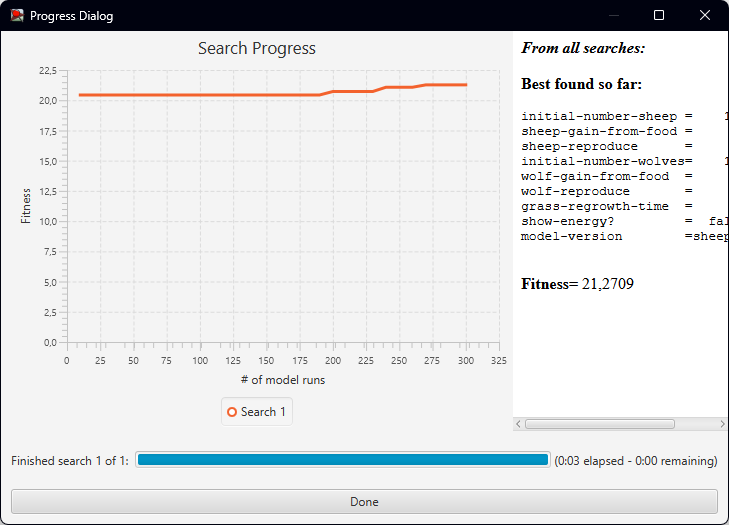 Progress Dialog
Search Progress
22,5
20,0
17,5
15,0
12,5
10,0
7,5
5,0
2,5
0,0
Fitness
0 25 50 75 100 125 150 175 200 225 250 275 300 325
# of model runs
Search 1
From all searches:
Best found so far:
initial-number-sheep = 1
sheep-gain-from-food =
sheep-reproduce =
initial-number-wolves= 1
wolf-gain-from-food =
wolf-reproduce =
grass-regrowth-time =
show-energy? = fal
model-version =sheep
Fitness= 21,2709
Finished search 1 of 1: (0:03 elapsed - 0:00 remaining)
Done